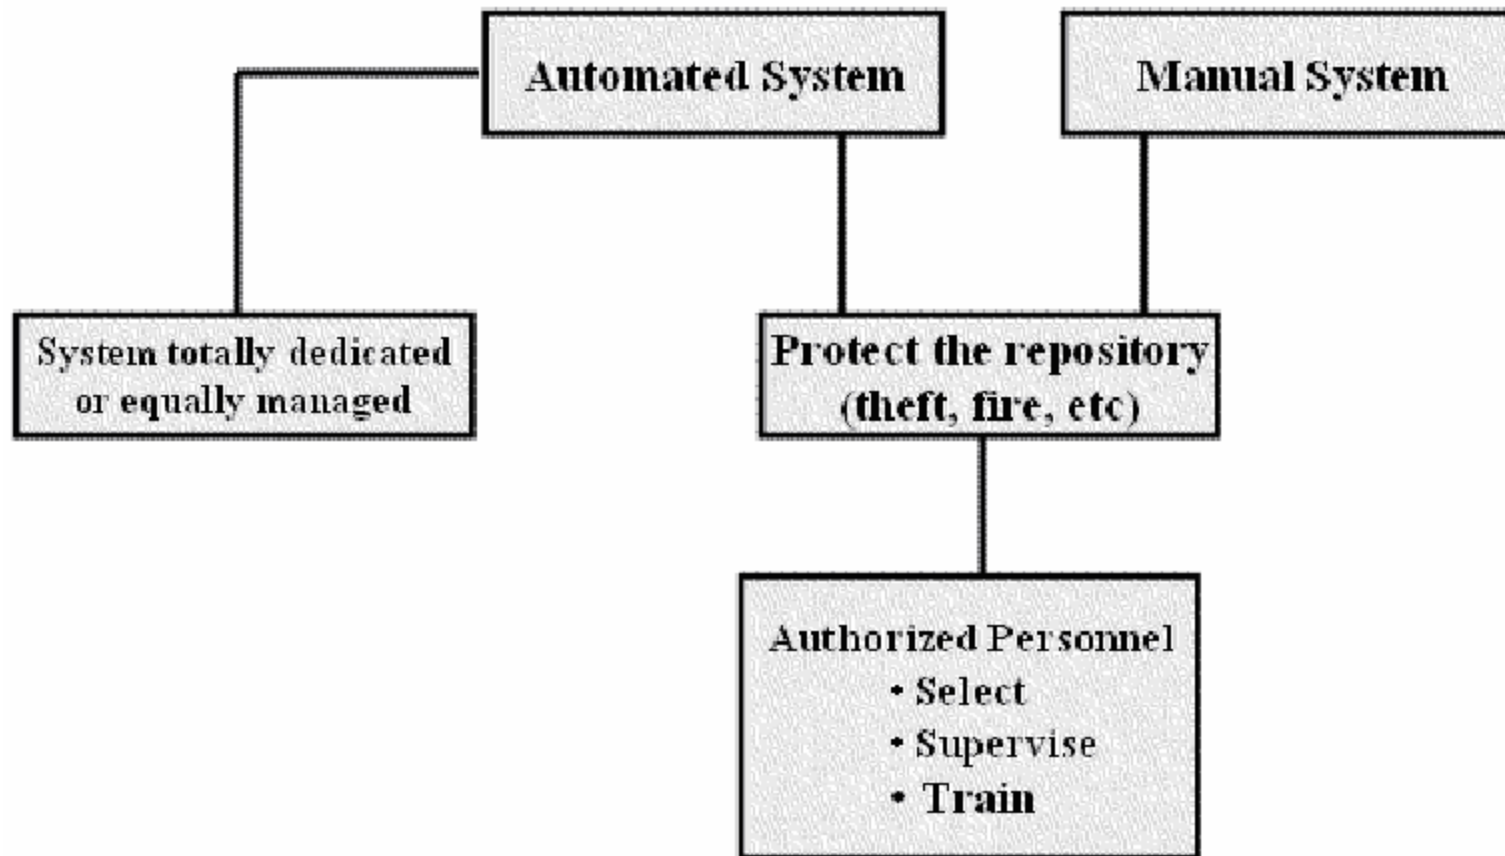 Automated System
Manual System
System totally dedicated
or equally managed
Protect the repository
(theft, fire, etc)
Authorized Personnel
• Select
• Supervise
• Train